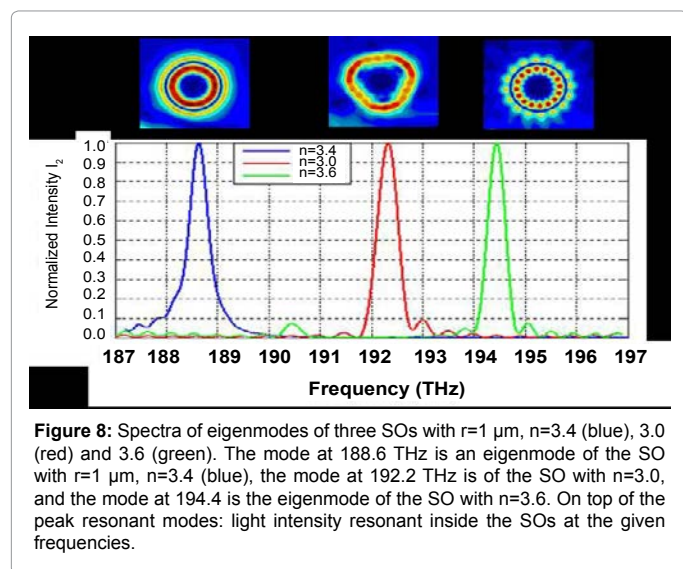 Normalized Intensity I₂
1.0
0.9
0.8
0.7
0.6
0.5
0.4
0.3
0.2
0.1
0.0
n=3.4
n=3.0
n=3.6
187 188 189 190 191 192 193 194 195 196 197
Frequency (THz)
Figure 8: Spectra of eigenmodes of three SOs with r=1 µm, n=3.4 (blue), 3.0
(red) and 3.6 (green). The mode at 188.6 THz is an eigenmode of the SO
with r=1 µm, n=3.4 (blue), the mode at 192.2 THz is of the SO with n=3.0,
and the mode at 194.4 is the eigenmode of the SO with n=3.6. On top of the
peak resonant modes: light intensity resonant inside the SOs at the given
frequencies.